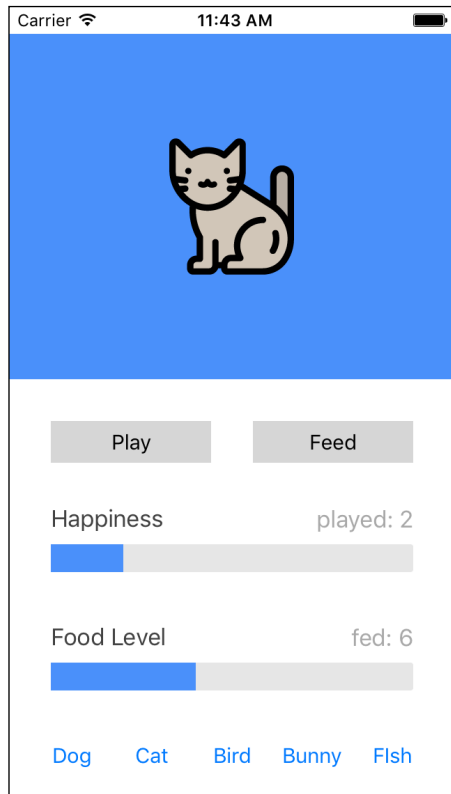 Carrier 11:43 AM
Play Feed
Happiness played: 2
Food Level fed: 6
Dog Cat Bird Bunny FIsh